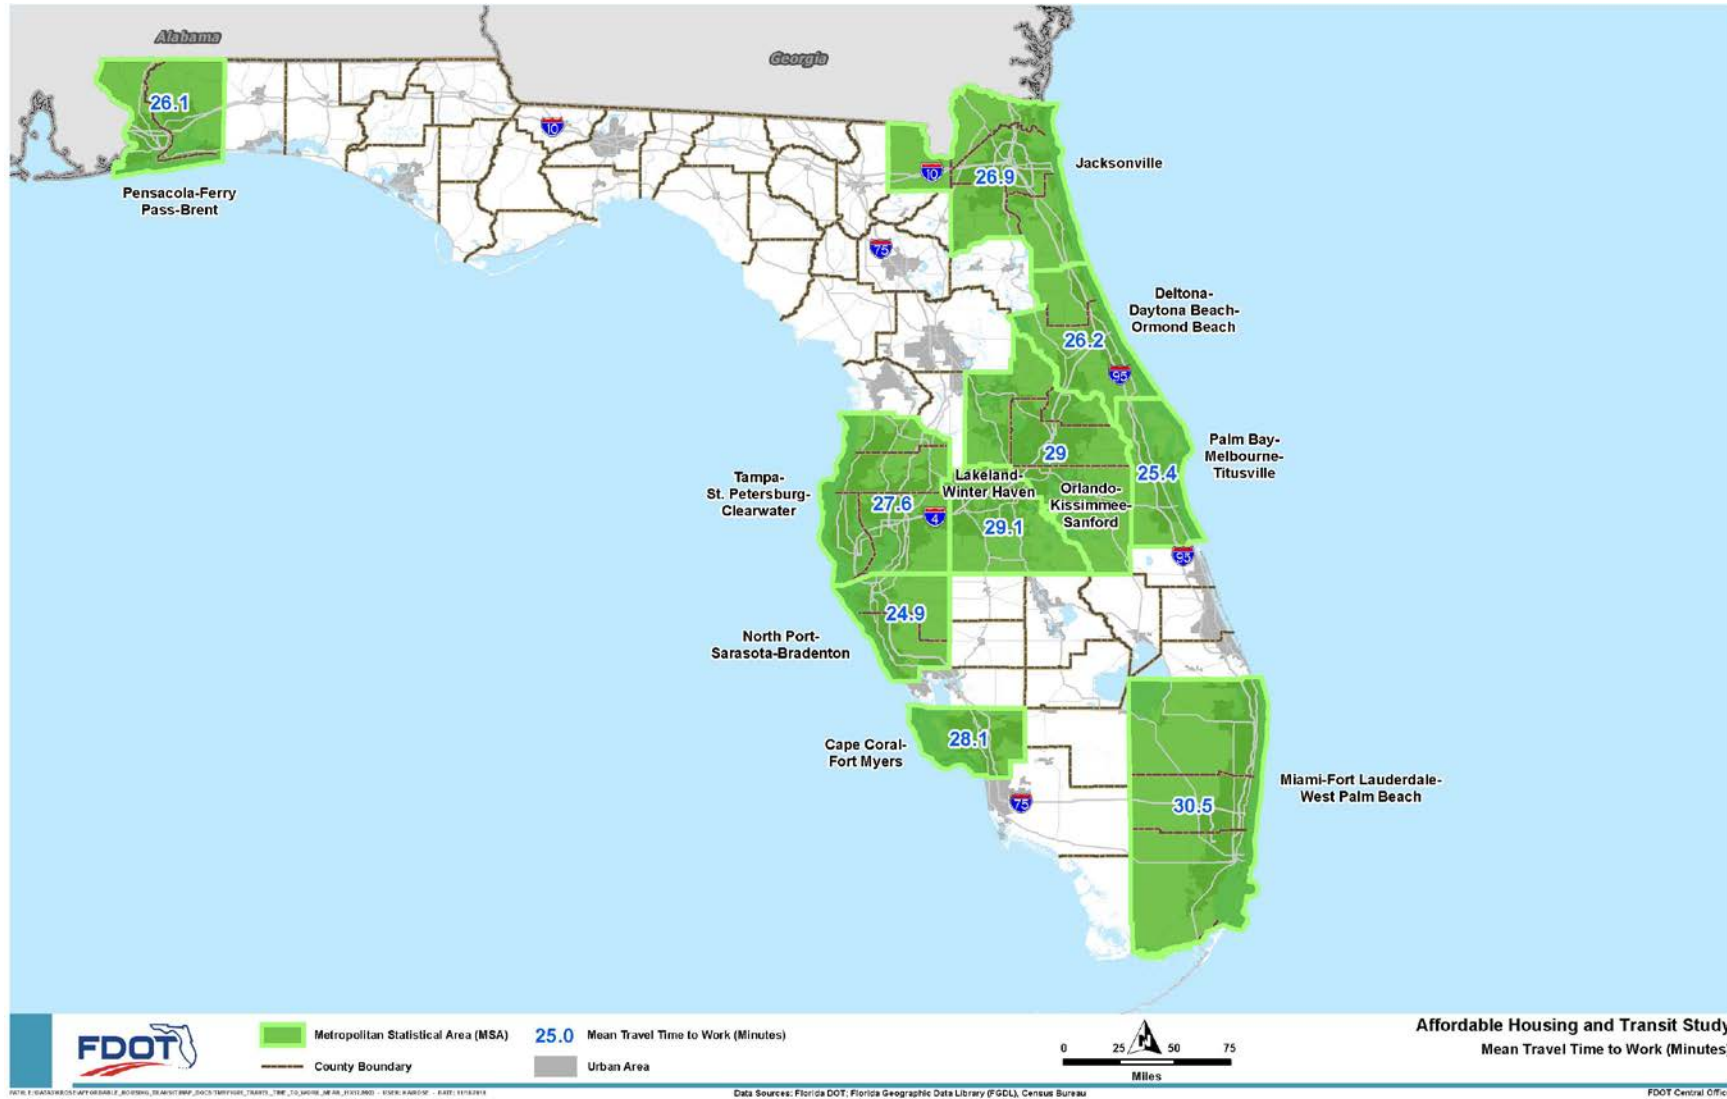 Alabama
Georgia
26.1
10
Pensacola-Ferry
Pass-Brent
10
26.9
Jacksonville
75
Deltona-
Daytona Beach-
Ormond Beach
26.2
95
Palm Bay-
Melbourne-
Titusville
29
25.4
Tampa-
St. Petersburg-
Clearwater
Lakeland-
Winter Haven
Orlando-
Kissimmee-
Sanford
27.6
4
29.1
95
24.9
North Port-
Sarasota-Bradenton
28.1
Cape Coral-
Fort Myers
75
Miami-Fort Lauderdale-
West Palm Beach
30.5
FDOT
Metropolitan Statistical Area (MSA)
County Boundary
25.0 Mean Travel Time to Work (Minutes)
Urban Area
N
0 25 50 75
Miles
Affordable Housing and Transit Study
Mean Travel Time to Work (Minutes)
Data Sources: Florida DOT; Florida Geographic Data Library (FGDL), Census Bureau
FDOT Central Office